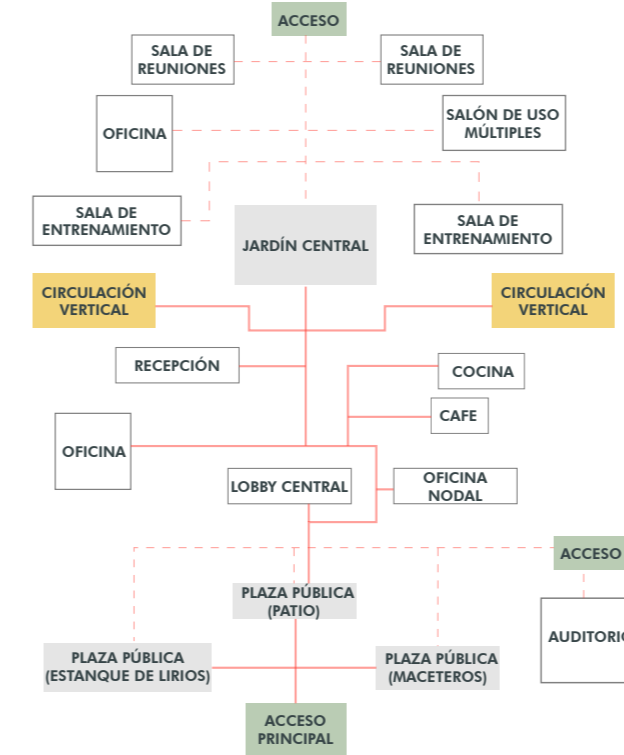 ACCESO
SALA DE
REUNIONES
SALA DE
REUNIONES
OFICINA
SALÓN DE USO
MÚLTIPLES
SALA DE
ENTRENAMIENTO
SALA DE
ENTRENAMIENTO
JARDÍN CENTRAL
CIRCULACIÓN
VERTICAL
CIRCULACIÓN
VERTICAL
RECEPCIÓN
COCINA
CAFE
OFICINA
LOBBY CENTRAL
OFICINA
NODAL
ACCESO
PLAZA PÚBLICA
(PATIO)
AUDITORIO
PLAZA PÚBLICA
(ESTANQUE DE LIRIOS)
PLAZA PÚBLICA
(MACETEROS)
ACCESO
PRINCIPAL